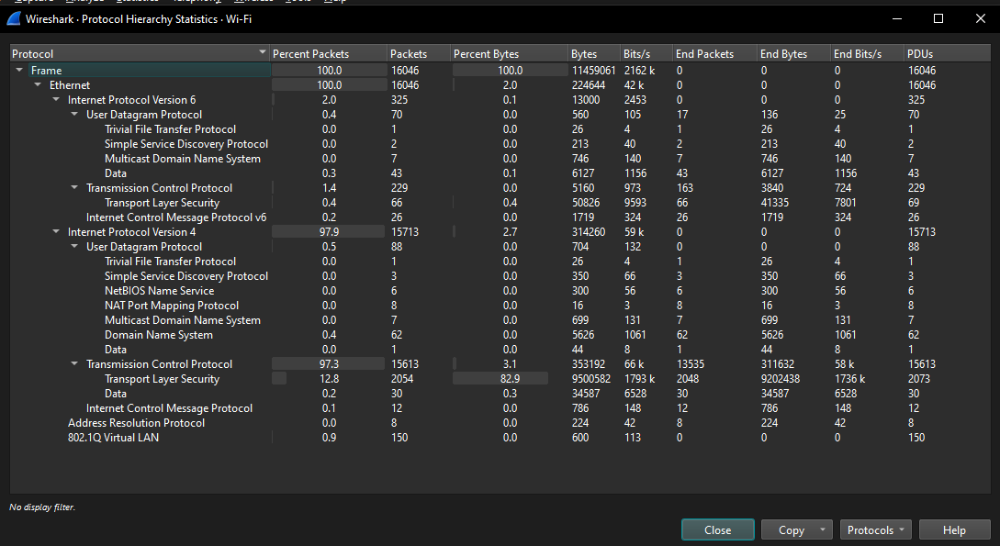 Wireshark · Protocol Hierarchy Statistics · Wi-Fi
Protocol Percent Packets Packets Percent Bytes Bytes Bits/s End Packets End Bytes End Bits/s PDUs
Frame 100.0 16046 100.0 11459061 2162 k 0 0 0 16046
Ethernet 100.0 16046 2.0 224644 42 k 0 0 0 16046
Internet Protocol Version 6 2.0 325 0.1 13000 2453 0 0 0 325
User Datagram Protocol 0.4 70 0.0 560 105 17 136 25 70
Trivial File Transfer Protocol 0.0 1 0.0 26 4 1 26 4 1
Simple Service Discovery Protocol 0.0 2 0.0 213 40 2 213 40 2
Multicast Domain Name System 0.0 7 0.0 746 140 7 746 140 7
Data 0.3 43 0.1 6127 1156 43 6127 1156 43
Transmission Control Protocol 1.4 229 0.0 5160 973 163 3840 724 229
Transport Layer Security 0.4 66 0.4 50826 9593 66 41335 7801 69
Internet Control Message Protocol v6 0.2 26 0.0 1719 324 26 1719 324 26
Internet Protocol Version 4 97.9 15713 2.7 314260 59 k 0 0 0 15713
User Datagram Protocol 0.5 88 0.0 704 132 0 0 0 88
Trivial File Transfer Protocol 0.0 1 0.0 26 4 1 26 4 1
Simple Service Discovery Protocol 0.0 3 0.0 350 66 3 350 66 3
NetBIOS Name Service 0.0 6 0.0 300 56 6 300 56 6
NAT Port Mapping Protocol 0.0 8 0.0 16 3 8 16 3 8
Multicast Domain Name System 0.0 7 0.0 699 131 7 699 131 7
Domain Name System 0.4 62 0.0 5626 1061 62 5626 1061 62
Data 0.0 1 0.0 44 8 1 44 8 1
Transmission Control Protocol 97.3 15613 3.1 353192 66 k 13535 311632 58 k 15613
Transport Layer Security 12.8 2054 82.9 9500582 1793 k 2048 9202438 1736 k 2073
Data 0.2 30 0.3 34587 6528 30 34587 6528 30
Internet Control Message Protocol 0.1 12 0.0 786 148 12 786 148 12
Address Resolution Protocol 0.0 8 0.0 224 42 8 224 42 8
802.1Q Virtual LAN 0.9 150 0.0 600 113 0 0 0 150
No display filter.
Close Copy Protocols Help